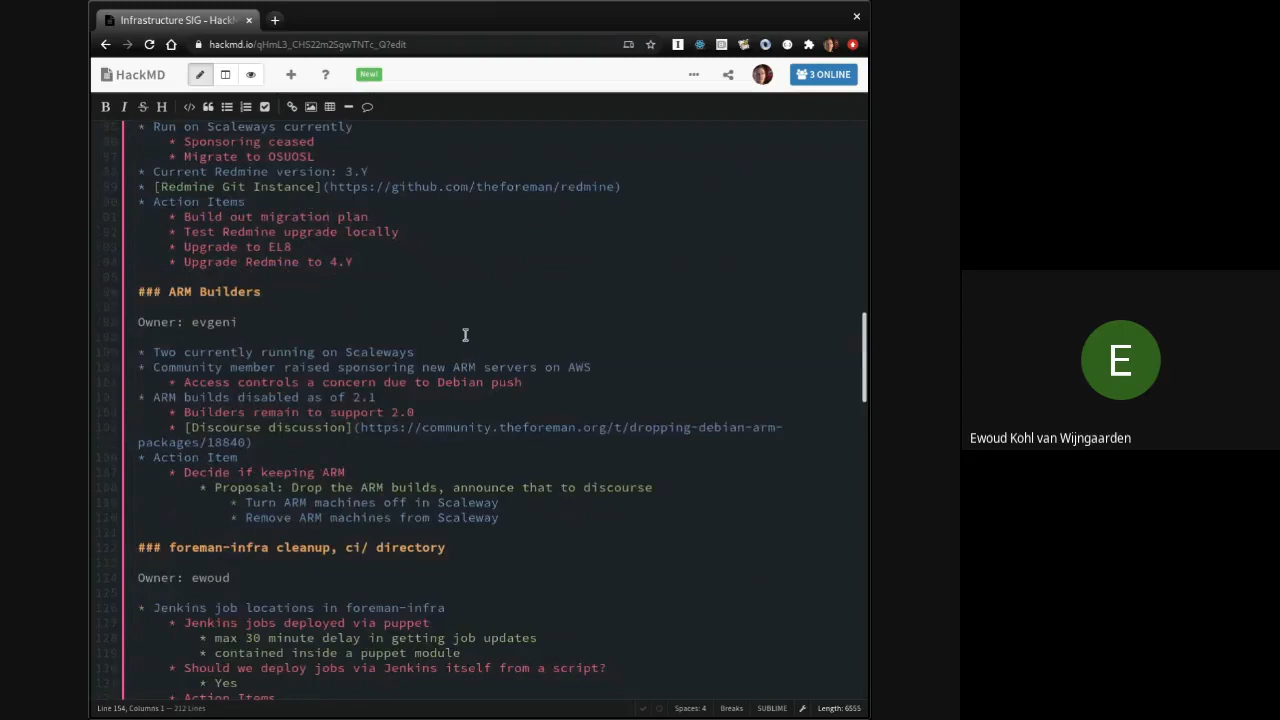 Infrastructure SIG - HackM
hackmd.io/qHmL3_CHS22m2SgwTNTc_Q?edit
HackMD
New!
3 ONLINE
* Run on Scaleways currently
* Sponsoring ceased
* Migrate to OSUOSL
* Current Redmine version: 3.Y
* [Redmine Git Instance](https://github.com/theforeman/redmine)
* Action Items
* Build out migration plan
* Test Redmine upgrade locally
* Upgrade to EL8
* Upgrade Redmine to 4.Y
### ARM Builders
Owner: evgeni
* Two currently running on Scaleways
* Community member raised sponsoring new ARM servers on AWS
* Access controls a concern due to Debian push
* ARM builds disabled as of 2.1
* Builders remain to support 2.0
* [Discourse discussion](https://community.theforeman.org/t/dropping-debian-arm-
packages/18840)
* Action Item
* Decide if keeping ARM
* Proposal: Drop the ARM builds, announce that to discourse
* Turn ARM machines off in Scaleway
* Remove ARM machines from Scaleway
### foreman-infra cleanup, ci/ directory
Owner: ewoud
* Jenkins job locations in foreman-infra
* Jenkins jobs deployed via puppet
* max 30 minute delay in getting job updates
* contained inside a puppet module
* Should we deploy jobs via Jenkins itself from a script?
* Yes
* Action Items
Line 154, Columns 1 — 212 Lines
Spaces: 4
Breaks
SUBLIME
Length: 6555
E
Ewoud Kohl van Wijngaarden